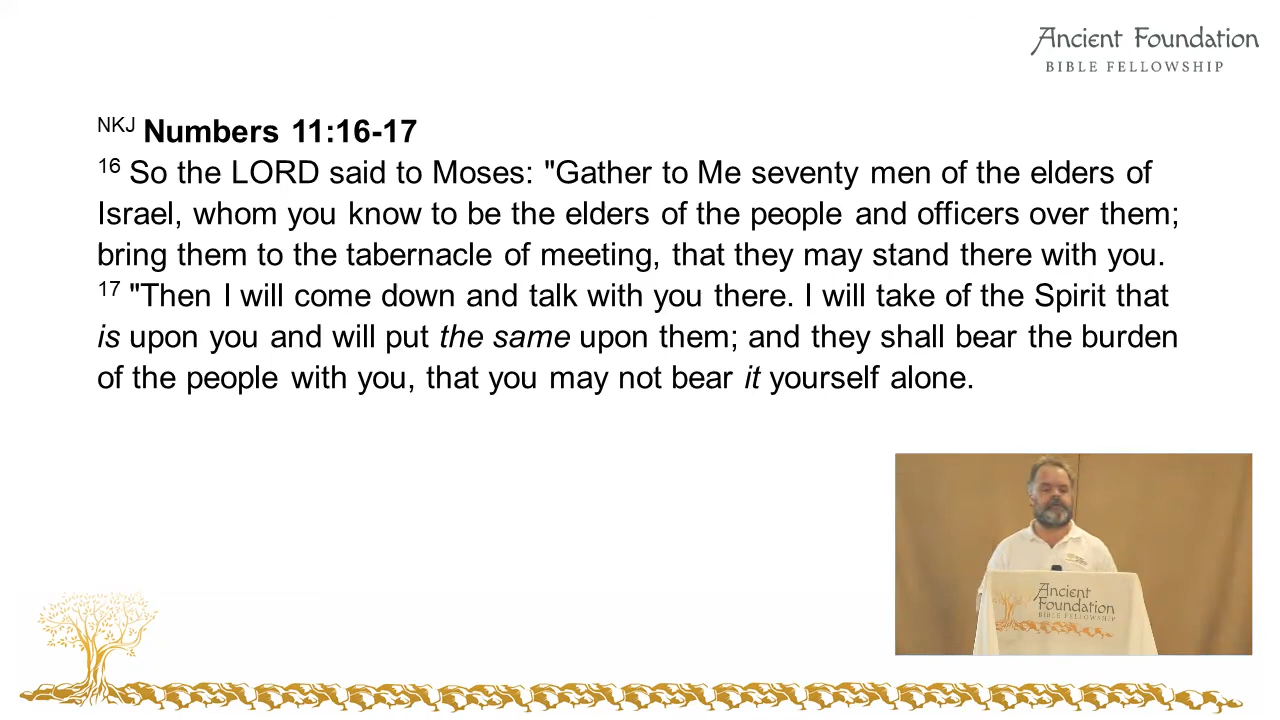 Ancient Foundation
BIBLE FELLOWSHIP
NKJ Numbers 11:16-17
16 So the LORD said to Moses: "Gather to Me seventy men of the elders of
Israel, whom you know to be the elders of the people and officers over them;
bring them to the tabernacle of meeting, that they may stand there with you.
17 "Then I will come down and talk with you there. I will take of the Spirit that
is upon you and will put the same upon them; and they shall bear the burden
of the people with you, that you may not bear it yourself alone.
Ancient
Foundation
BIBLE FELLOWSHIP